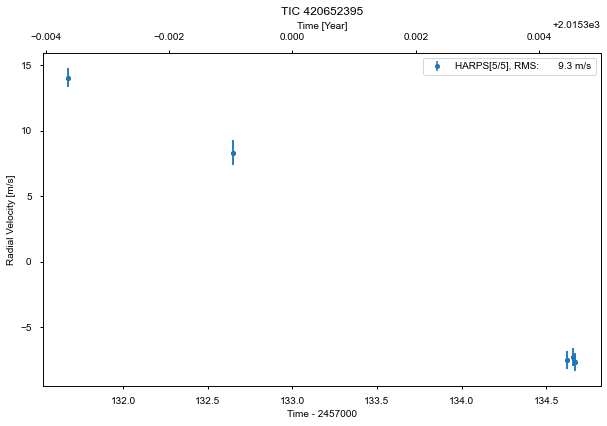 TIC 420652395
Time [Year]
+2.0153e3
−0.004 −0.002 0.000 0.002 0.004
HARPS[5/5], RMS: 9.3 m/s
15
10
5
0
−5
Radial Velocity [m/s]
132.0 132.5 133.0 133.5 134.0 134.5
Time - 2457000